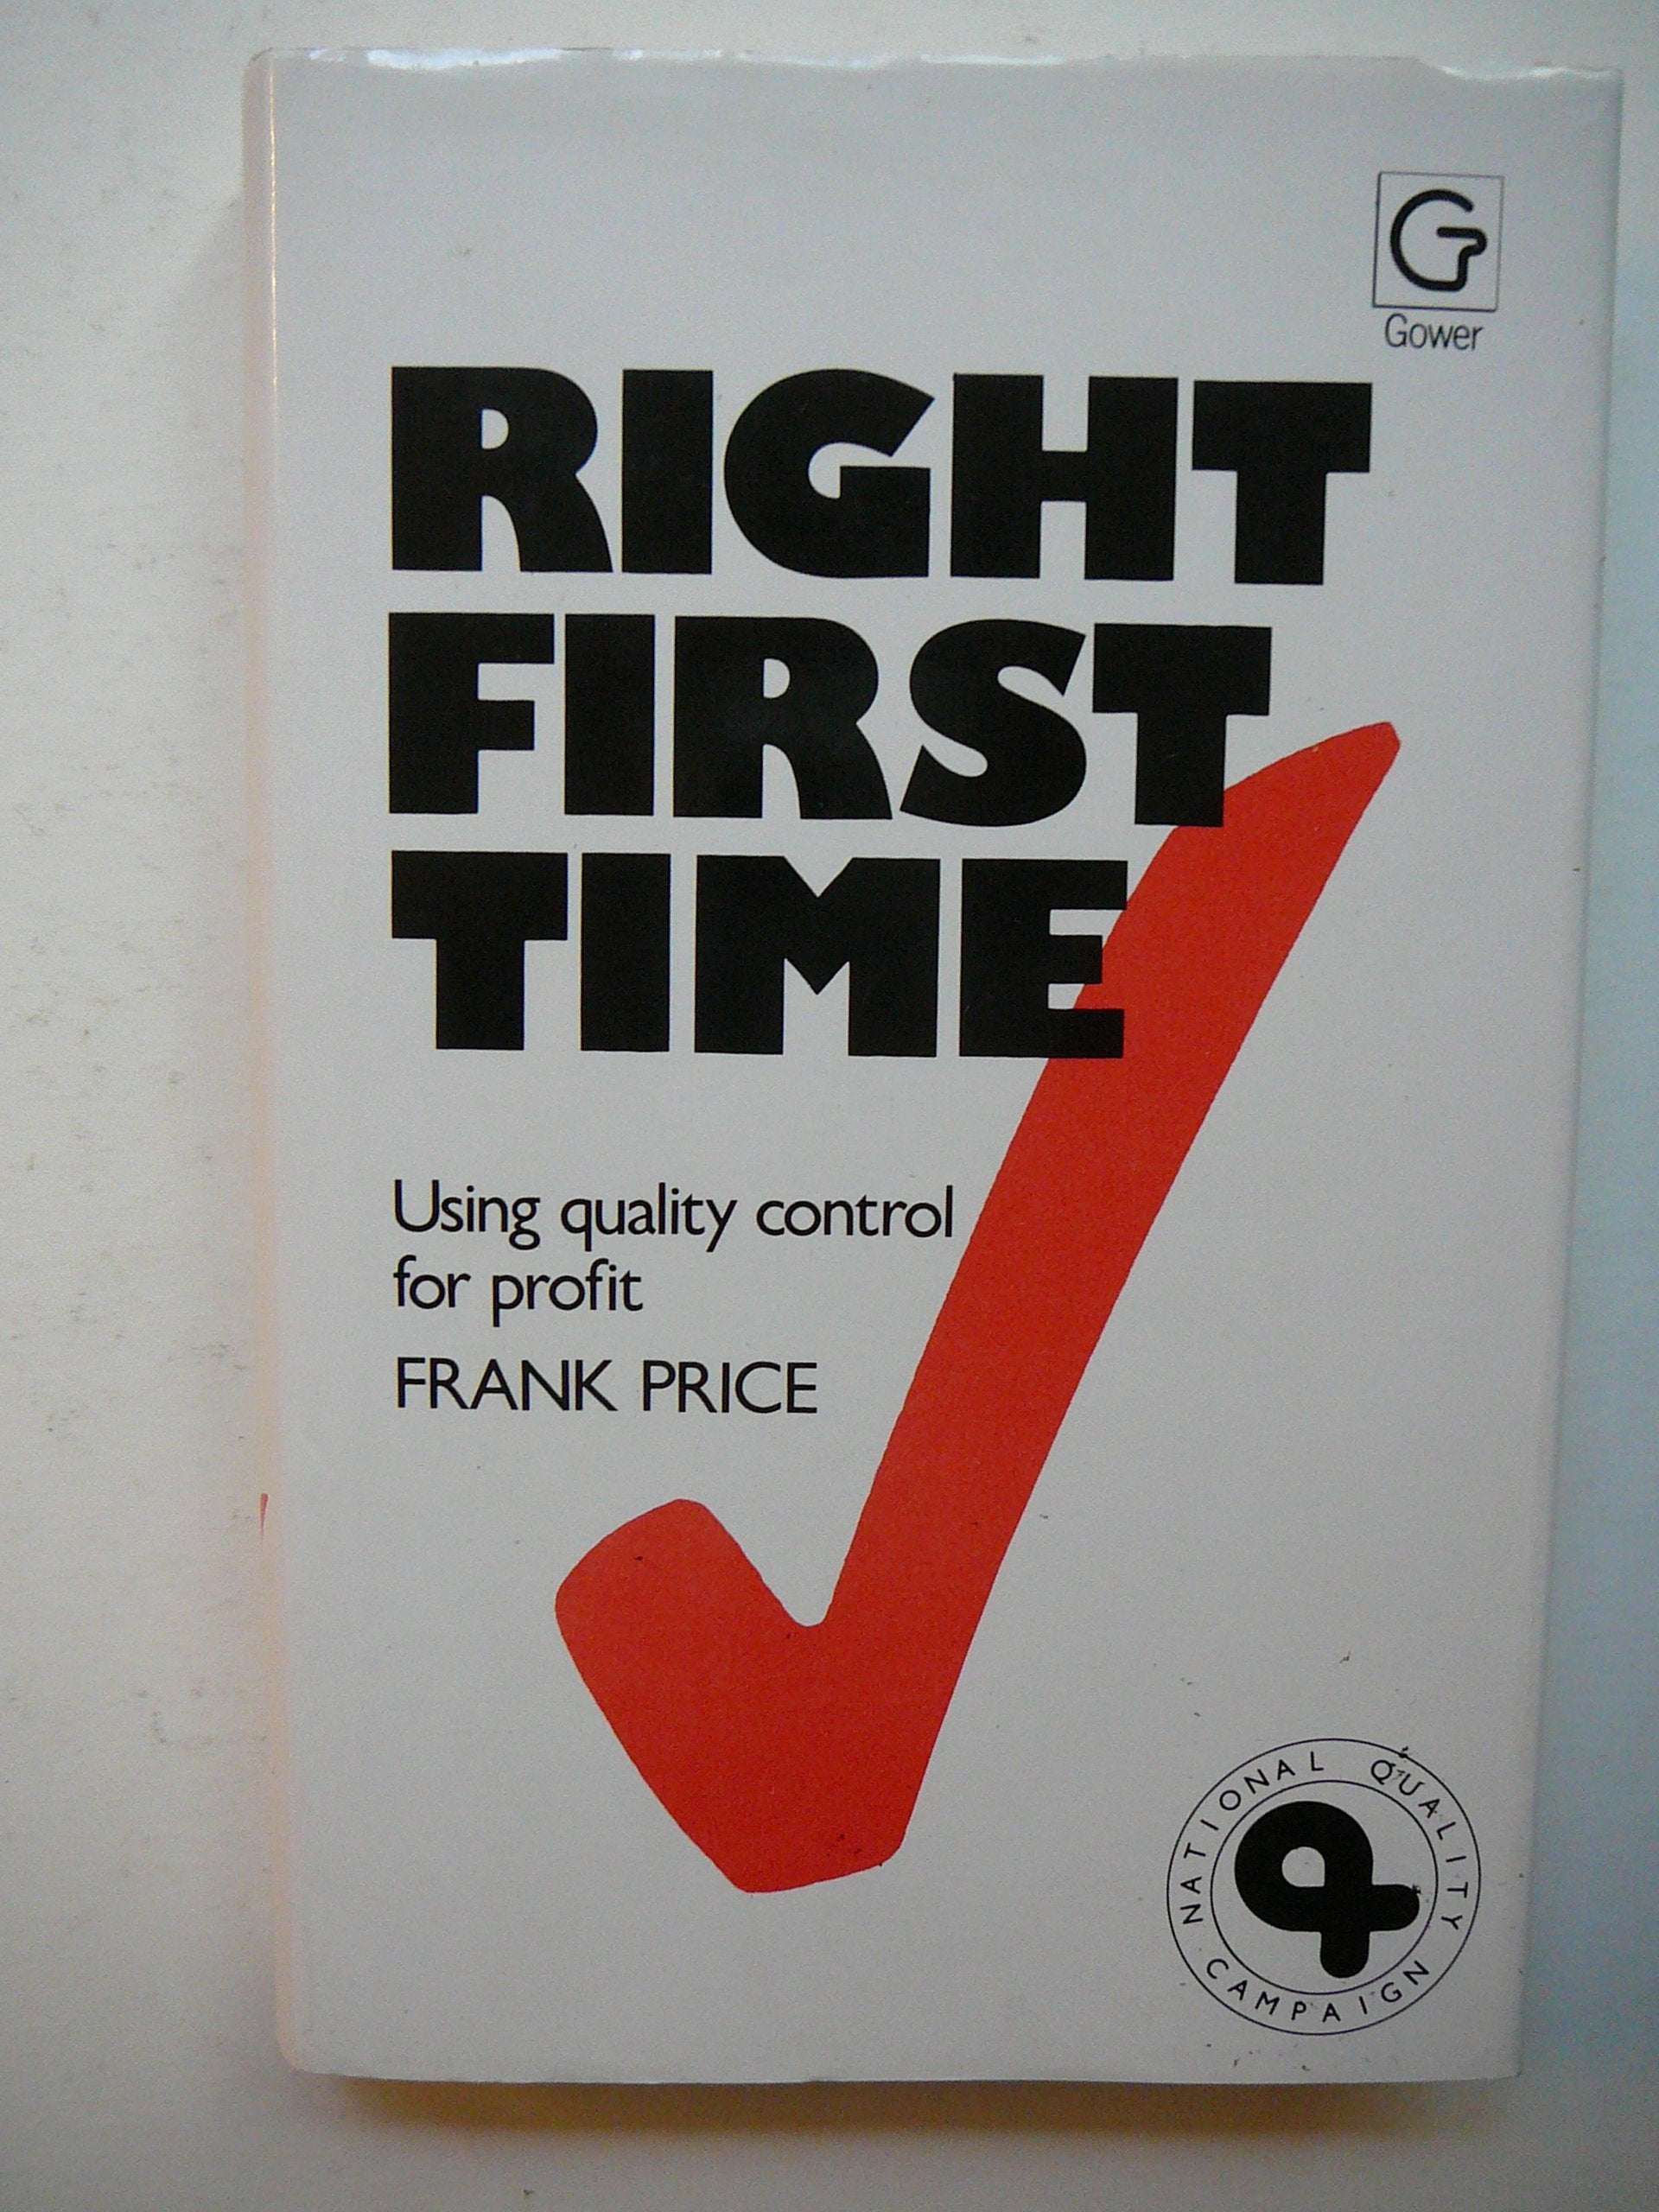 Gower
RIGHT
FIRST
TIME
Using quality control
for profit
FRANK PRICE
NATIONAL QUALITY
CAMPAIGN